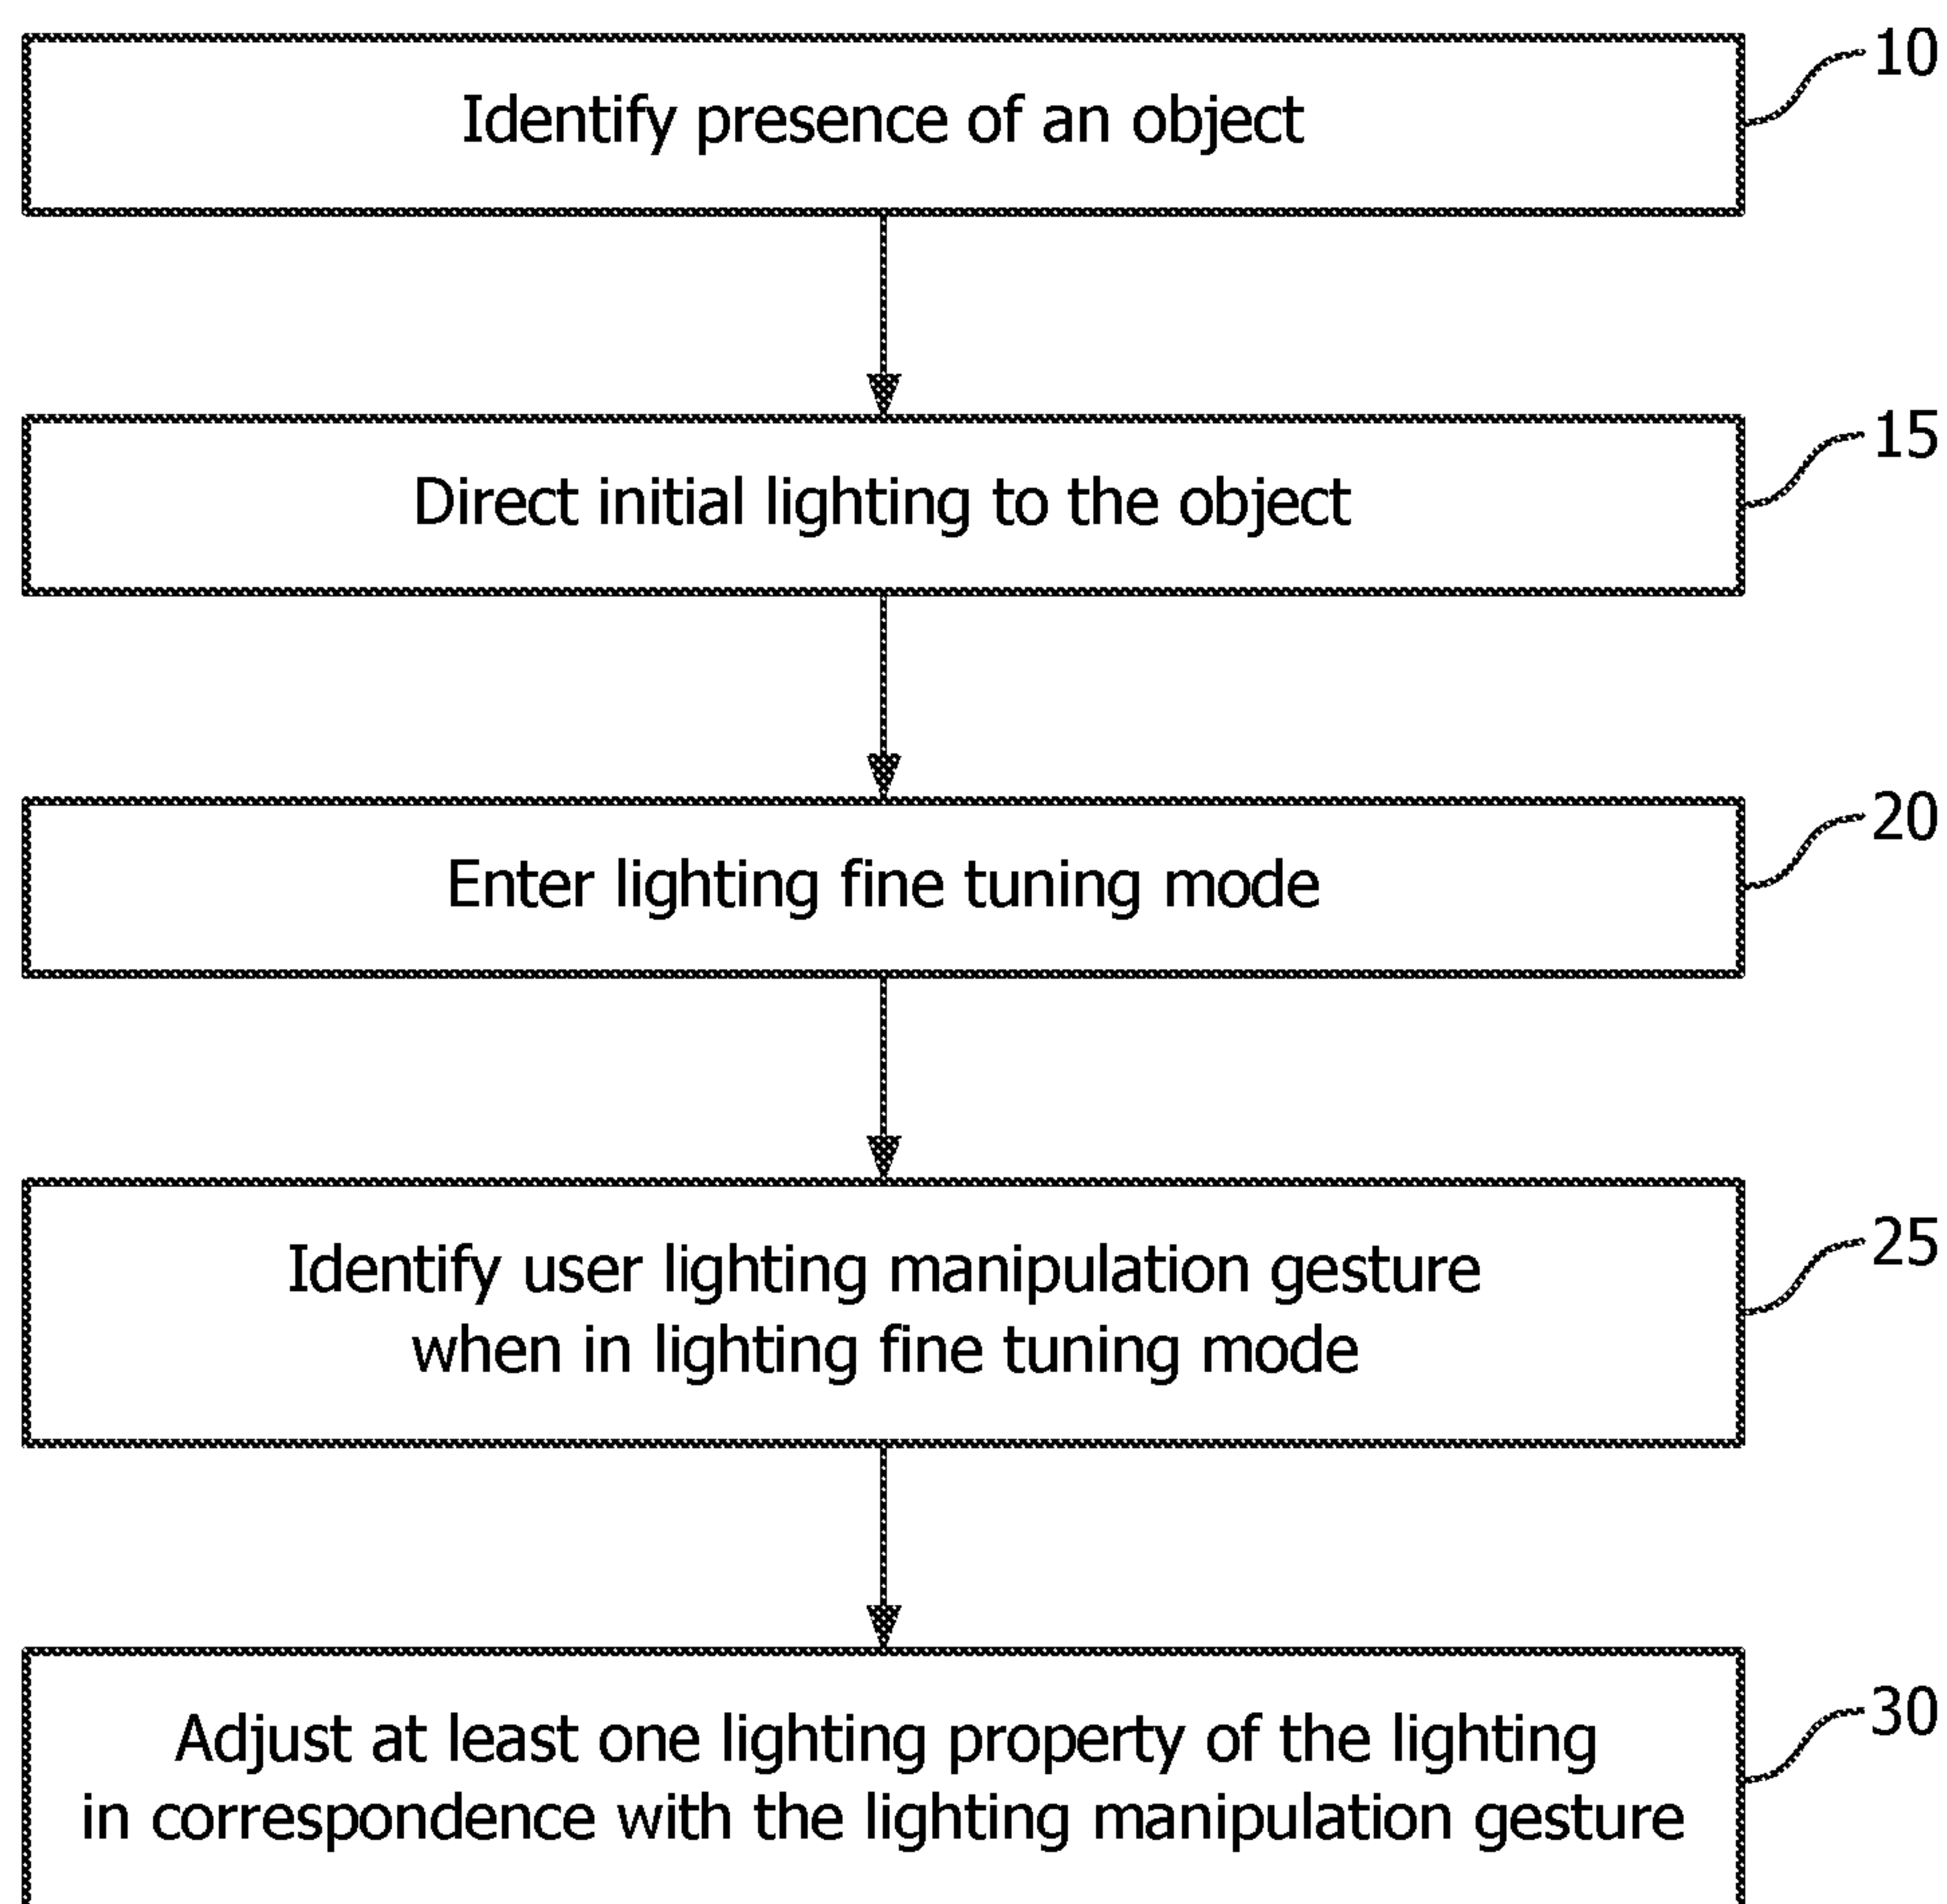 Identify presence of an object
10
Direct initial lighting to the object
15
Enter lighting fine tuning mode
20
Identify user lighting manipulation gesture
when in lighting fine tuning mode
25
Adjust at least one lighting property of the lighting
in correspondence with the lighting manipulation gesture
30